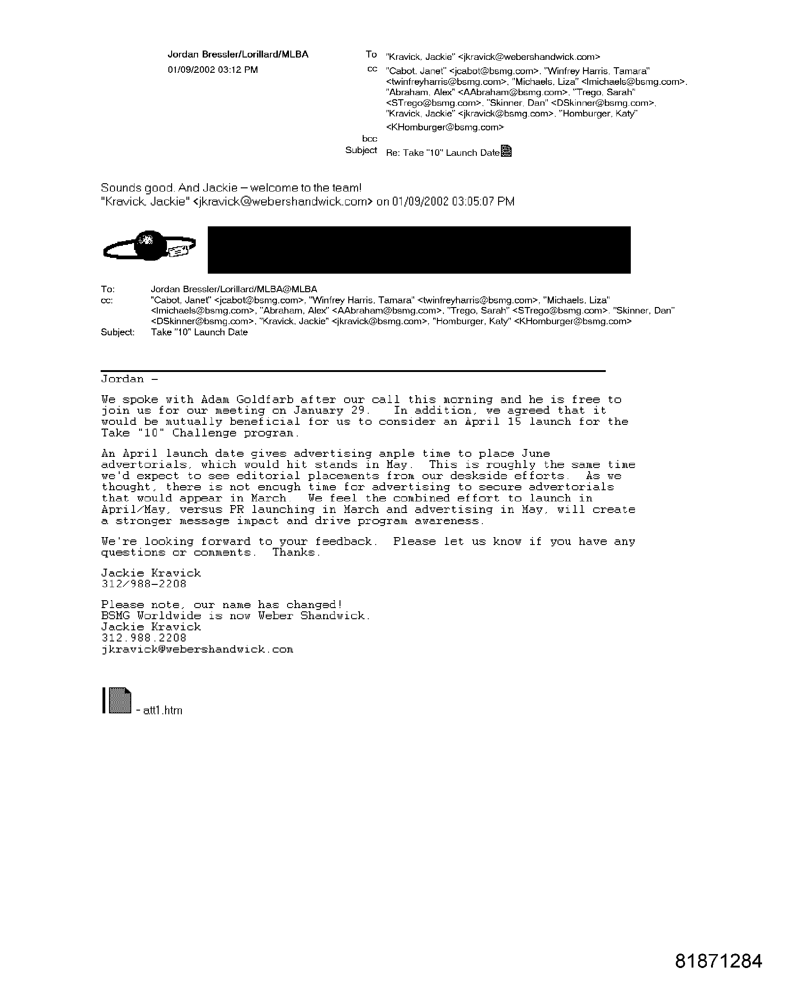 Jordan Bressler/Lorillard/MLBA
01/09/2002 03:12 PM
To "Kravick, Jackie" <jkravick@webershandwick.com>
cc "Cabot, Janet" <jcabot@bsmg.com>, "Winfrey Harris, Tamara"
<twinfreyharris@bsmg.com>, "Michaels, Liza" <lmichaels@bsmg.com>,
"Abraham, Alex" <AAbraham@bsmg.com>, "Trego, Sarah"
<STrego@bsmg.com>, "Skinner, Dan" <DSkinner@bsmg.com>,
"Kravick, Jackie" <jkravick@bsmg.com>, "Homburger, Katy"
<KHomburger@bsmg.com>
bcc
Subject Re: Take "10" Launch Date
Sounds good. And Jackie – welcome to the team!
"Kravick, Jackie" <jkravick@webershandwick.com> on 01/09/2002 03:05:07 PM
To: Jordan Bressler/Lorillard/MLBA@MLBA
cc: "Cabot, Janet" <jcabot@bsmg.com>, "Winfrey Harris, Tamara" <twinfreyharris@bsmg.com>, "Michaels, Liza"
<lmichaels@bsmg.com>, "Abraham, Alex" <AAbraham@bsmg.com>, "Trego, Sarah" <STrego@bsmg.com>, "Skinner, Dan"
<DSkinner@bsmg.com>, "Kravick, Jackie" <jkravick@bsmg.com>, "Homburger, Katy" <KHomburger@bsmg.com>
Subject: Take "10" Launch Date
Jordan –
We spoke with Adam Goldfarb after our call this morning and he is free to
join us for our meeting on January 29. In addition, we agreed that it
would be mutually beneficial for us to consider an April 15 launch for the
Take "10" Challenge program.
An April launch date gives advertising ample time to place June
advertorials, which would hit stands in May. This is roughly the same time
we'd expect to see editorial placements from our deskside efforts. As we
thought, there is not enough time for advertising to secure advertorials
that would appear in March. We feel the combined effort to launch in
April/May, versus PR launching in March and advertising in May, will create
a stronger message impact and drive program awareness.
We're looking forward to your feedback. Please let us know if you have any
questions or comments. Thanks.
Jackie Kravick
312/988-2208
Please note, our name has changed!
BSMG Worldwide is now Weber Shandwick.
Jackie Kravick
312.988.2208
jkravick@webershandwick.com
- att1.htm
81871284